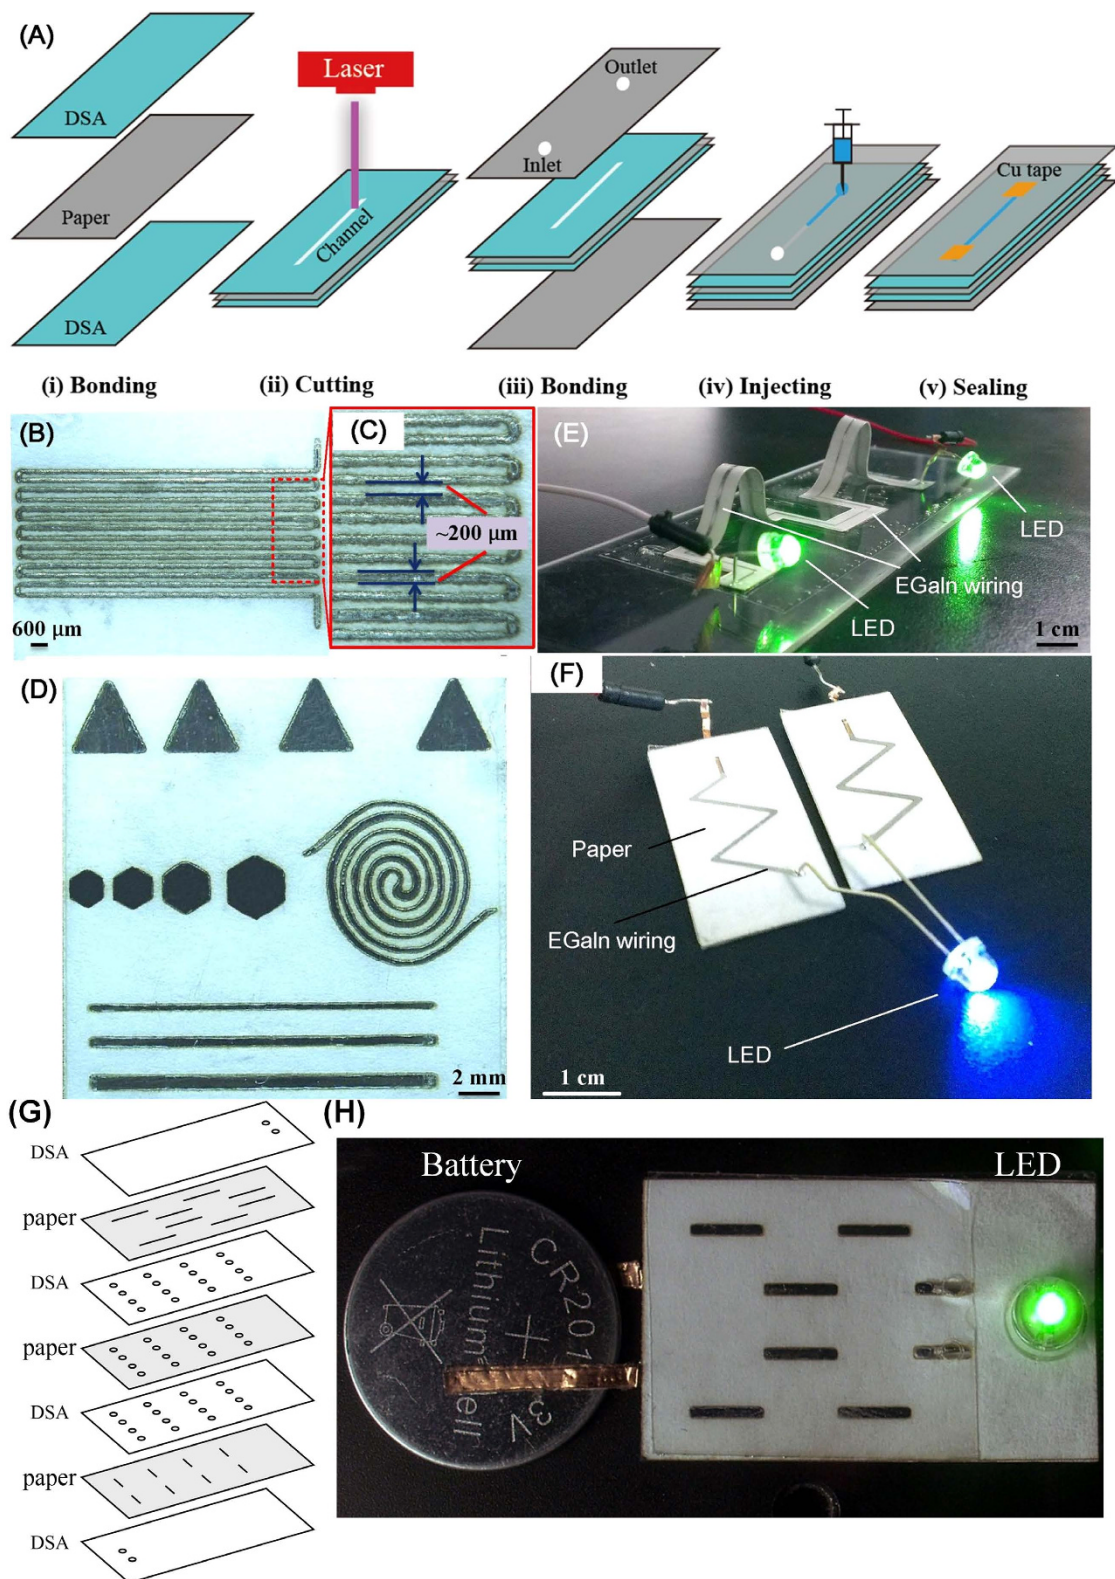 (A)
DSA
Paper
DSA
Laser
Channel
Outlet
Inlet
Cu tape
(i) Bonding
(ii) Cutting
(iii) Bonding
(iv) Injecting
(v) Sealing
(B)
600 µm
(C)
~200 µm
(E)
LED
EGaIn wiring
LED
1 cm
(D)
2 mm
(F)
Paper
EGaIn wiring
LED
1 cm
(G)
DSA
paper
DSA
paper
DSA
paper
DSA
(H)
Battery
LED
CR201
Lithium
ell
+
3V